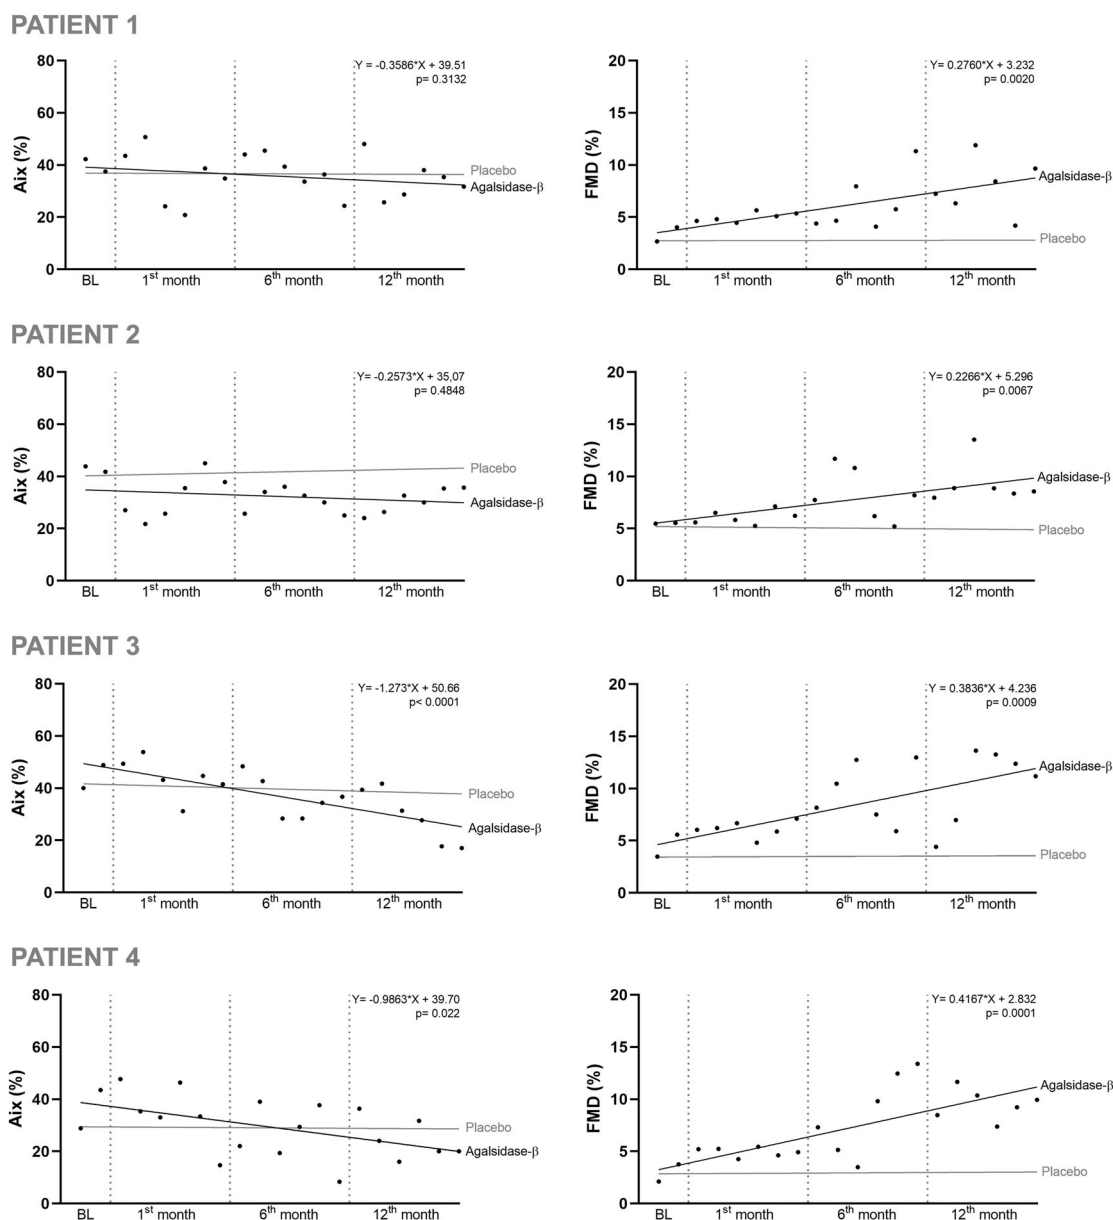 PATIENT 1
Y = -0.3586*X + 39.51
p= 0.3132
Aix (%)
80
60
40
20
0
Placebo
Agalsidase-β
BL 1st month 6th month 12th month
Y = 0.2760*X + 3.232
p= 0.0020
FMD (%)
20
15
10
5
0
Agalsidase-β
Placebo
BL 1st month 6th month 12th month
PATIENT 2
Y= -0.2573*X + 35,07
p= 0.4848
Aix (%)
80
60
40
20
0
Placebo
Agalsidase-β
BL 1st month 6th month 12th month
Y= 0.2266*X + 5.296
p= 0.0067
FMD (%)
20
15
10
5
0
Agalsidase-β
Placebo
BL 1st month 6th month 12th month
PATIENT 3
Y= -1.273*X + 50.66
p< 0.0001
Aix (%)
80
60
40
20
0
Placebo
Agalsidase-β
BL 1st month 6th month 12th month
Y = 0.3836*X + 4.236
p= 0.0009
FMD (%)
20
15
10
5
0
Agalsidase-β
Placebo
BL 1st month 6th month 12th month
PATIENT 4
Y= -0.9863*X + 39.70
p= 0.022
Aix (%)
80
60
40
20
0
Placebo
Agalsidase-β
BL 1st month 6th month 12th month
Y= 0.4167*X + 2.832
p= 0.0001
FMD (%)
20
15
10
5
0
Agalsidase-β
Placebo
BL 1st month 6th month 12th month